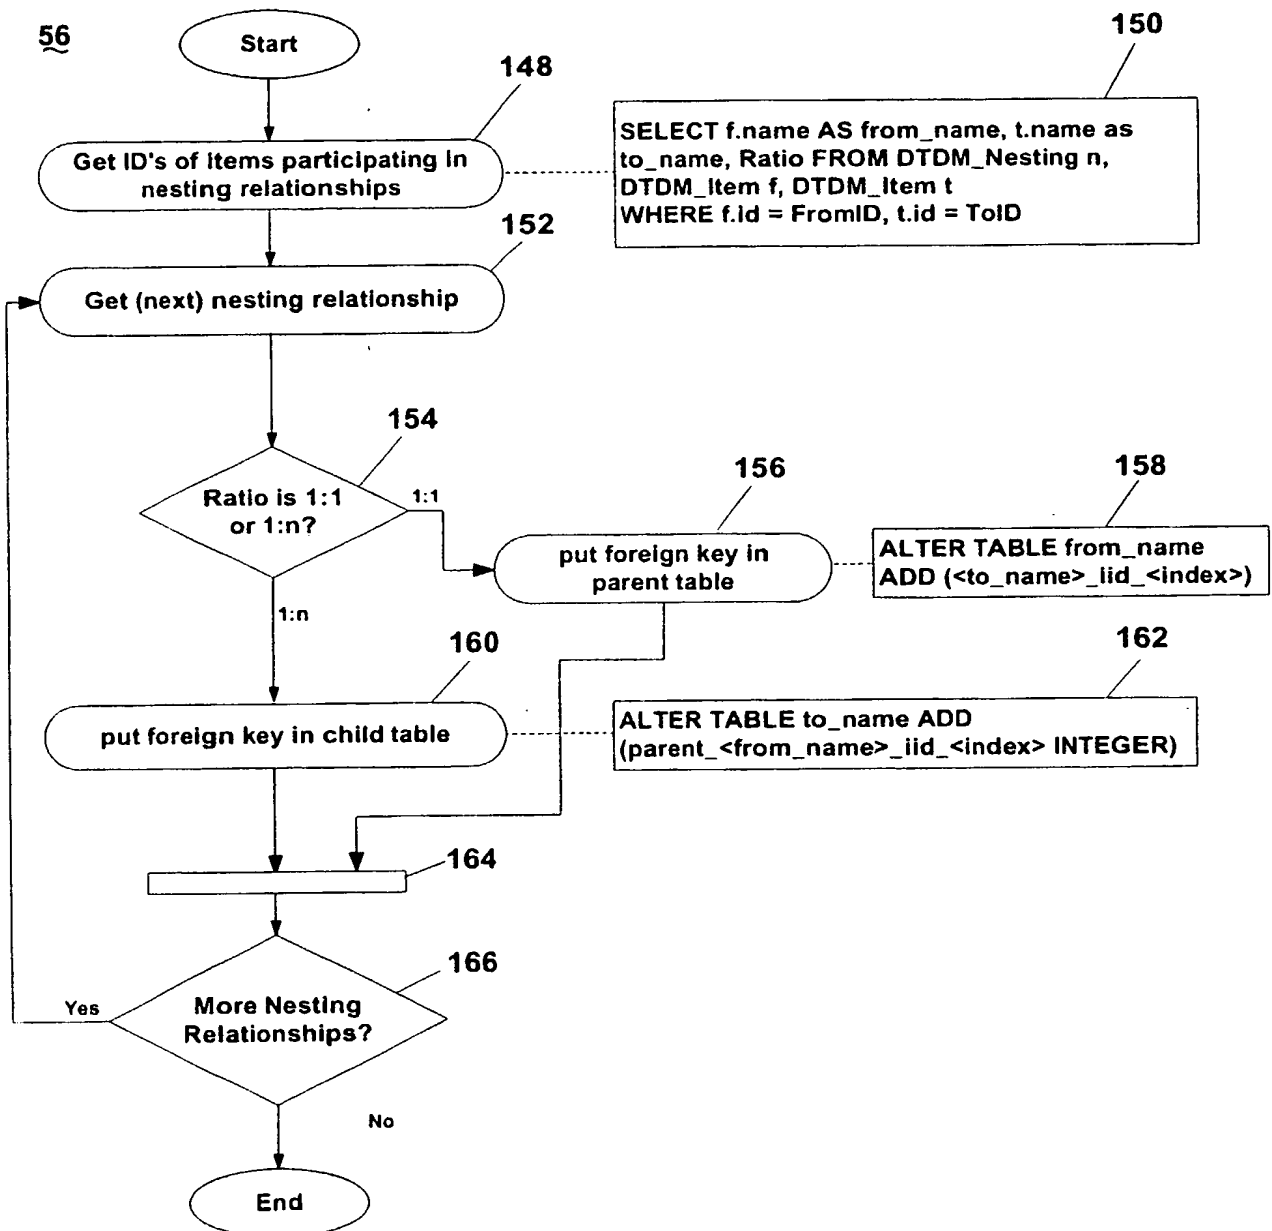 56
Start
148
150
Get ID's of items participating in
nesting relationships
SELECT f.name AS from_name, t.name as
to_name, Ratio FROM DTDM_Nesting n,
DTDM_Item f, DTDM_Item t
WHERE f.id = FromID, t.id = ToID
152
Get (next) nesting relationship
154
Ratio is 1:1
or 1:n?
1:1
156
put foreign key in
parent table
158
ALTER TABLE from_name
ADD (<to_name>_iid_<index>)
1:n
160
put foreign key in child table
162
ALTER TABLE to_name ADD
(parent_<from_name>_iid_<index> INTEGER)
164
166
More Nesting
Relationships?
Yes
No
End